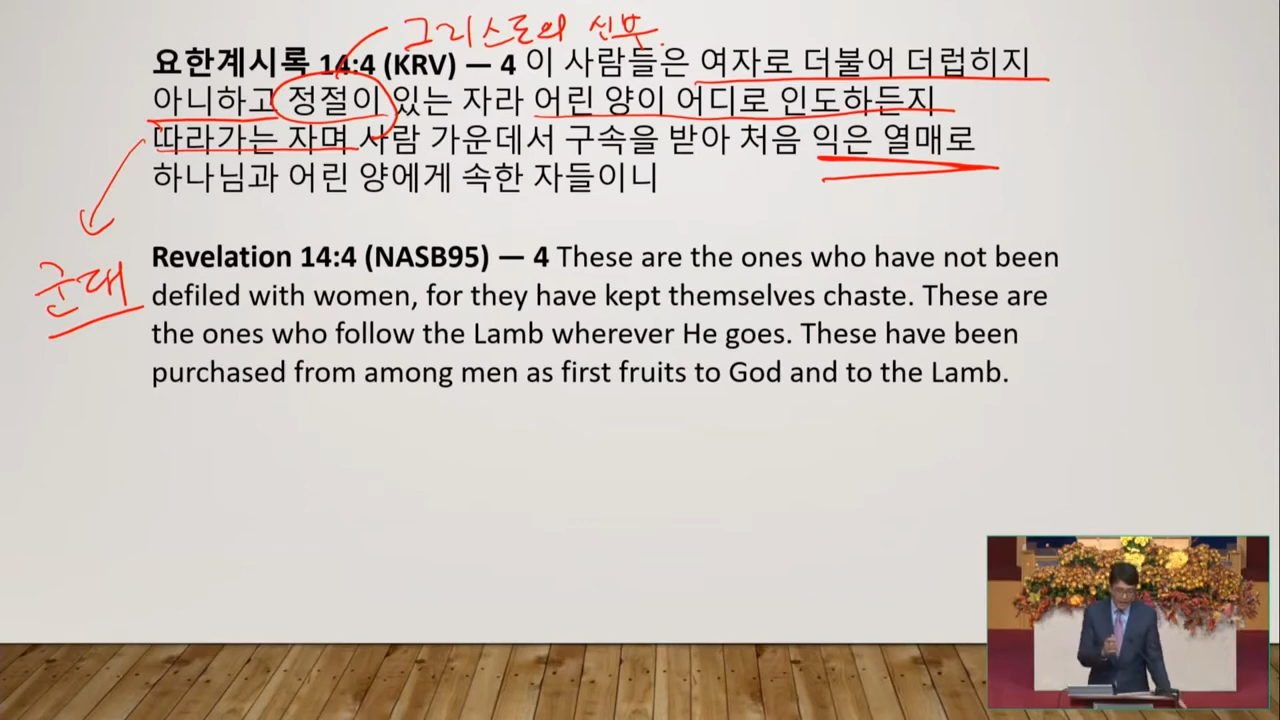 그리스도의 신부.
요한계시록 14:4 (KRV) — 4 이 사람들은 여자로 더불어 더럽히지
아니하고 정절이 있는 자라 어린 양이 어디로 인도하든지
따라가는 자며 사람 가운데서 구속을 받아 처음 익은 열매로
하나님과 어린 양에게 속한 자들이니
군대
Revelation 14:4 (NASB95) — 4 These are the ones who have not been
defiled with women, for they have kept themselves chaste. These are
the ones who follow the Lamb wherever He goes. These have been
purchased from among men as first fruits to God and to the Lamb.